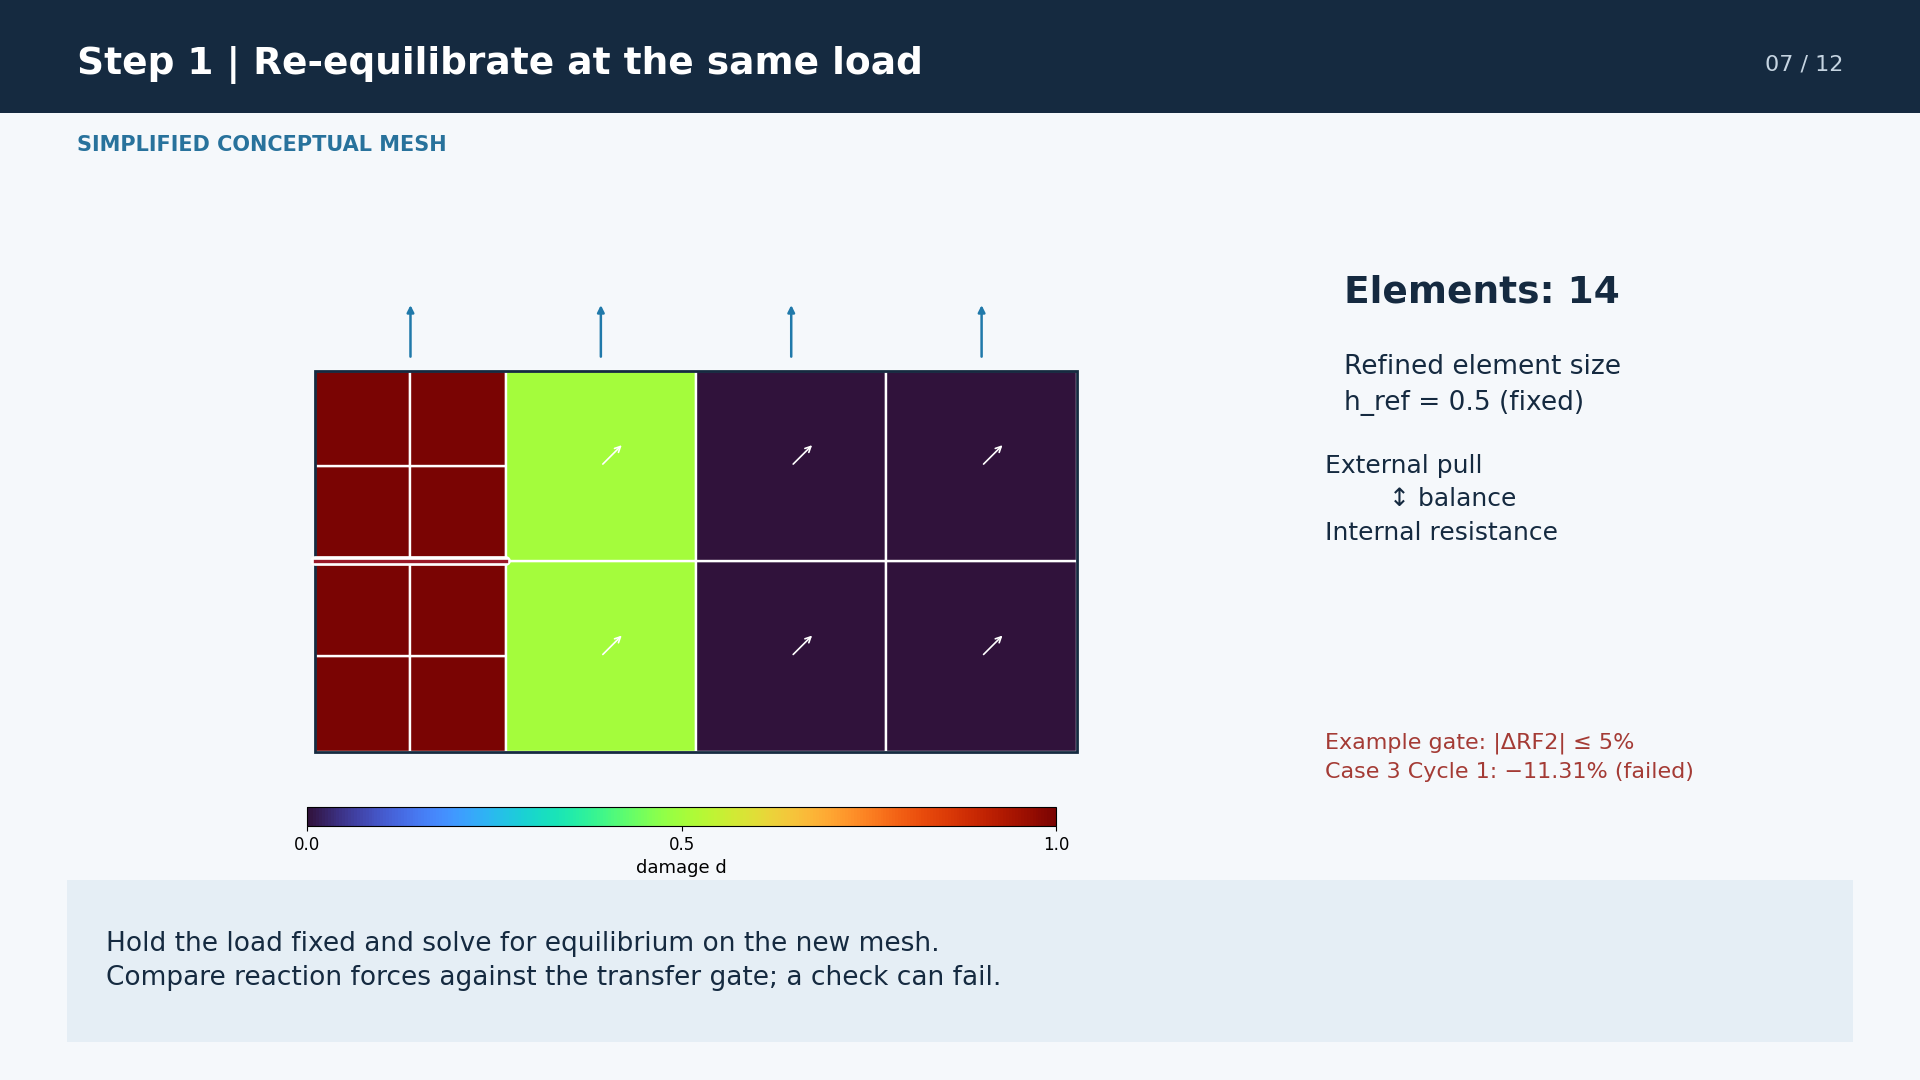 Step 1 | Re-equilibrate at the same load
07 / 12
SIMPLIFIED CONCEPTUAL MESH
Elements: 14
Refined element size
h_ref = 0.5 (fixed)
External pull
↕ balance
Internal resistance
Example gate: |ΔRF2| ≤ 5%
Case 3 Cycle 1: −11.31% (failed)
0.0 0.5 1.0
damage d
Hold the load fixed and solve for equilibrium on the new mesh.
Compare reaction forces against the transfer gate; a check can fail.